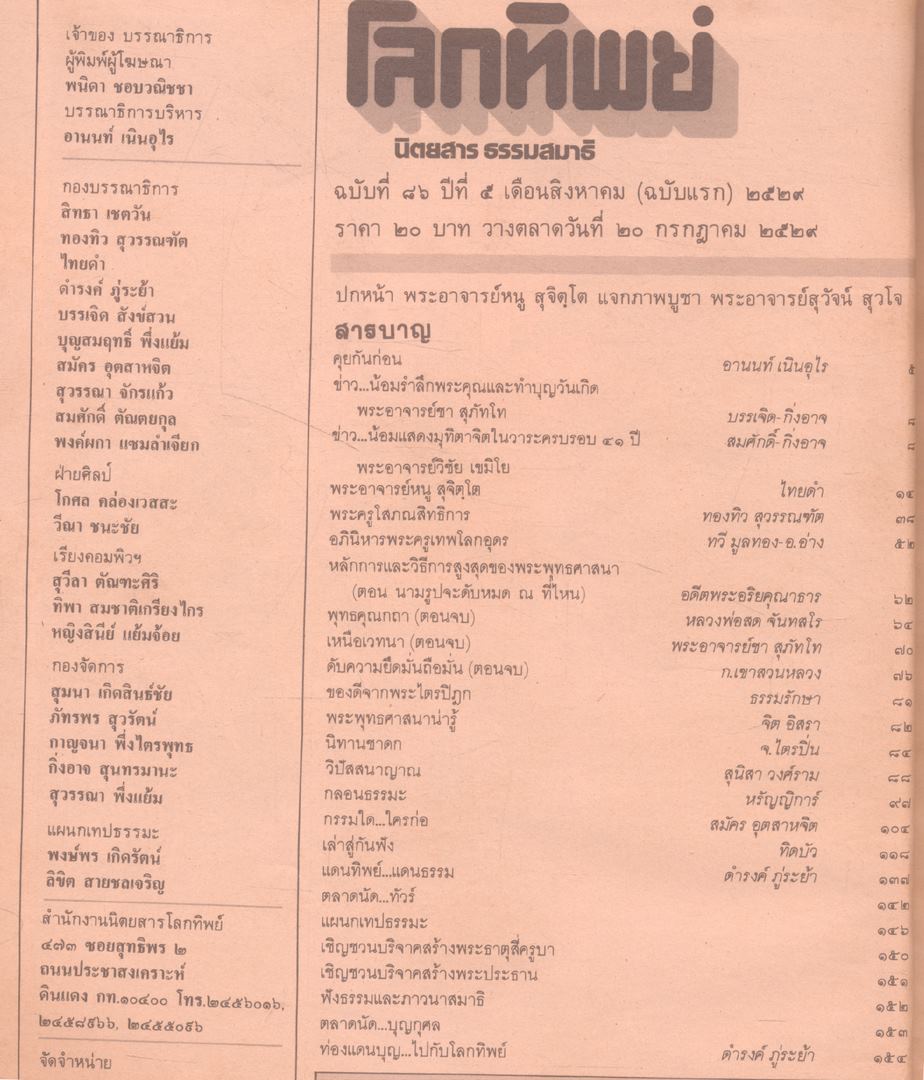 เจ้าของ บรรณาธิการ
ผู้พิมพ์ผู้โฆษณา
พนิดา ชอบวณิชชา
บรรณาธิการบริหาร
อานนท์ เนินอุไร
กองบรรณาธิการ
สิทธา เชตวัน
ทองทิว สุวรรณทัต
ไทยดำ
ดำรงค์ ภู่ระย้า
บรรเจิด สังข์สวน
บุญสมฤทธิ์ พึ่งแย้ม
สมัคร อุตสาหจิต
สุวรรณา จักรแก้ว
สมศักดิ์ ตัณตยกุล
พงค์ผกา แซมลำเจียก
ฝ่ายศิลป์
โกศล คล่องเวสสะ
วีณา ชนะชัย
เรียงคอมพิวฯ
สุวีลา ตัณฑะศิริ
ทิพา สมชาติเกรียงไกร
หญิงสินีย์ แย้มจ้อย
กองจัดการ
สุมนา เกิดสินธ์ชัย
ภัทรพร สุวรัตน์
กาญจนา พึ่งไตรพุทธ
กิ่งอาจ สุนทรมานะ
สุวรรณา พึ่งแย้ม
แผนกเทปธรรมะ
พงษ์พร เกิดรัตน์
ลิขิต สายชลเจริญ
สำนักงานนิตยสารโลกทิพย์
๔๗๓ ซอยสุทธิพร ๒
ถนนประชาสงเคราะห์
ดินแดง กท.๑๐๔๐๐ โทร.๒๔๕๖๐๑๖,
๒๔๕๘๙๖๖, ๒๔๕๕๐๙๖
จัดจำหน่าย
โลกทิพย์
นิตยสาร ธรรมสมาธิ
ฉบับที่ ๘๖ ปีที่ ๕ เดือนสิงหาคม (ฉบับแรก) ๒๕๒๙
ราคา ๒๐ บาท วางตลาดวันที่ ๒๐ กรกฎาคม ๒๕๒๙
ปกหน้า พระอาจารย์หนู สุจิตฺโต แจกภาพบูชา พระอาจารย์สุวัจน์ สุวโจ
สารบาญ
คุยกันก่อน อานนท์ เนินอุไร ๕
ข่าว...น้อมรำลึกพระคุณและทำบุญวันเกิด
พระอาจารย์ชา สุภัทโท บรรเจิด-กิ่งอาจ ๘
ข่าว...น้อมแสดงมุทิตาจิตในวาระครบรอบ ๔๑ ปี สมศักดิ์-กิ่งอาจ ๘
พระอาจารย์วิชัย เขมิโย
พระอาจารย์หนู สุจิตฺโต ไทยดำ ๑๔
พระครูโสภณสิทธิการ ทองทิว สุวรรณทัต ๓๘
อภินิหารพระครูเทพโลกอุดร ทวี มูลทอง-อ.อ่าง ๕๒
หลักการและวิธีการสูงสุดของพระพุทธศาสนา
(ตอน นามรูปจะดับหมด ณ ที่ไหน) อดีตพระอริยคุณาธาร ๖๒
พุทธคุณกถา (ตอนจบ) หลวงพ่อสด จันทสโร ๖๔
เหนือเวทนา (ตอนจบ) พระอาจารย์ชา สุภัทโท ๗๐
ดับความยึดมั่นถือมั่น (ตอนจบ) ก.เขาสวนหลวง ๗๖
ของดีจากพระไตรปิฎก ธรรมรักษา ๘๑
พระพุทธศาสนาน่ารู้ จิต อิสรา ๘๒
นิทานชาดก จ.ไตรปิ่น ๘๔
วิปัสสนาญาณ สุนิสา วงศ์ราม ๘๘
กลอนธรรมะ หรัญญิการ์ ๙๗
กรรมใด...ใครก่อ สมัคร อุตสาหจิต ๑๐๔
เล่าสู่กันฟัง ทิดบัว ๑๑๘
แดนทิพย์...แดนธรรม ดำรงค์ ภู่ระย้า ๑๓๗
ตลาดนัด...ทัวร์ ๑๔๒
แผนกเทปธรรมะ ๑๔๖
เชิญชวนบริจาคสร้างพระธาตุสี่ครูบา ๑๕๐
เชิญชวนบริจาคสร้างพระประธาน ๑๕๑
ฟังธรรมและภาวนาสมาธิ ๑๕๒
ตลาดนัด...บุญกุศล ๑๕๓
ท่องแดนบุญ...ไปกับโลกทิพย์ ดำรงค์ ภู่ระย้า ๑๕๔